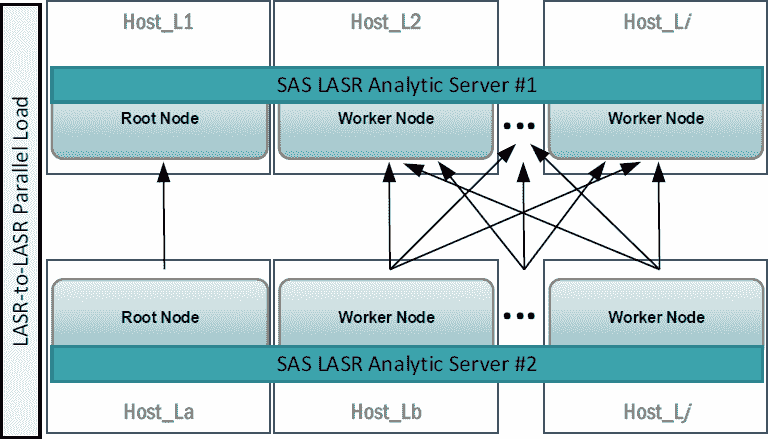 LASR-to-LASR Parallel Load
Host_L1
Host_L2
Host_Li
SAS LASR Analytic Server #1
Root Node
Worker Node
•••
Worker Node
Root Node
Worker Node
•••
Worker Node
SAS LASR Analytic Server #2
Host_La
Host_Lb
Host_Lj